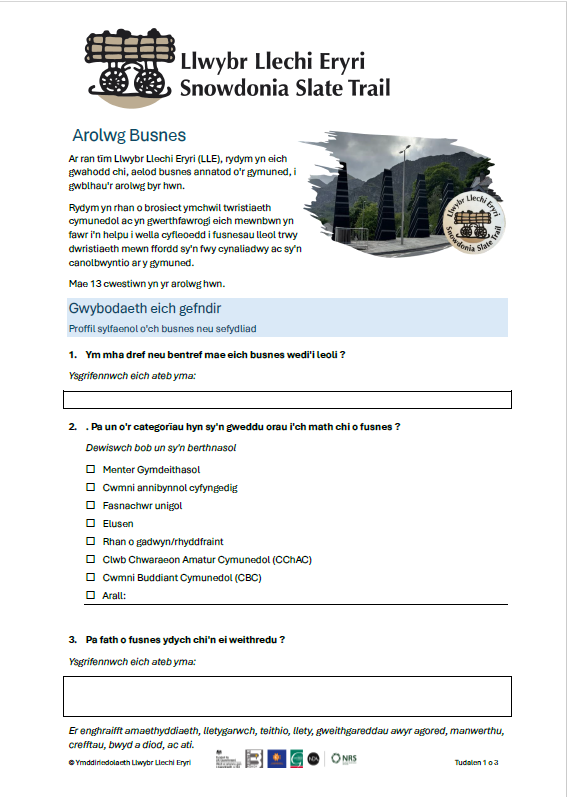 Llwybr Llechi Eryri
Snowdonia Slate Trail
Arolwg Busnes
Ar ran tîm Llwybr Llechi Eryri (LLE), rydym yn eich
gwahodd chi, aelod busnes annatod o'r gymuned, i
gwblhau'r arolwg byr hwn.
Rydym yn rhan o brosiect ymchwil twristiaeth
cymunedol ac yn gwerthfawrogi eich mewnbwn yn
fawr i'n helpu i wella cyfleoedd i fusnesau lleol trwy
dwristiaeth mewn ffordd sy'n fwy cynaliadwy ac sy'n
canolbwyntio ar y gymuned.
Mae 13 cwestiwn yn yr arolwg hwn.
Llwybr Llechi Eryri
Snowdonia Slate Trail
Gwybodaeth eich gefndir
Proffil sylfaenol o'ch busnes neu sefydliad
1. Ym mha dref neu bentref mae eich busnes wedi'i leoli ?
Ysgrifennwch eich ateb yma:
2. . Pa un o'r categorïau hyn sy'n gweddu orau i'ch math chi o fusnes ?
Dewiswch bob un sy'n berthnasol
☐ Menter Gymdeithasol
☐ Cwmni annibynnol cyfyngedig
☐ Fasnachwr unigol
☐ Elusen
☐ Rhan o gadwyn/rhyddfraint
☐ Clwb Chwaraeon Amatur Cymunedol (CChAC)
☐ Cwmni Buddiant Cymunedol (CBC)
☐ Arall:
3. Pa fath o fusnes ydych chi'n ei weithredu ?
Ysgrifennwch eich ateb yma:
Er enghraifft amaethyddiaeth, lletygarwch, teithio, llety, gweithgareddau awyr agored, manwerthu,
crefftau, bwyd a diod, ac ati.
© Ymddiriedolaeth Llwybr Llechi Eryri
NRS
Tudalen 1 o 3